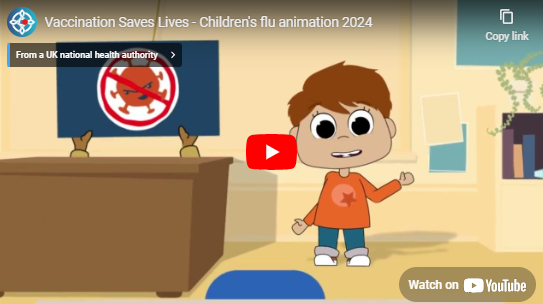 Vaccination Saves Lives - Children's flu animation 2024
Copy link
From a UK national health authority
Watch on YouTube